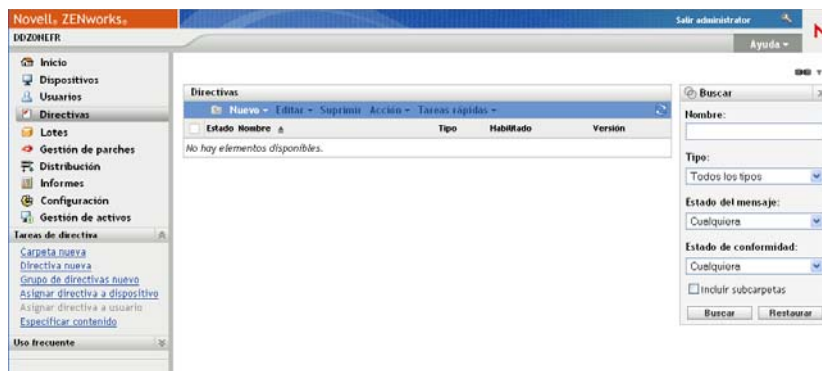 Novell® ZENworks®
Salir administrator
DDZONEFR
Ayuda
Inicio
Dispositivos
Usuarios
Directivas
Lotes
Gestión de parches
Distribución
Informes
Configuración
Gestión de activos
Tareas de directiva
Carpeta nueva
Directiva nueva
Grupo de directivas nuevo
Asignar directiva a dispositivo
Asignar directiva a usuario
Especificar contenido
Uso frecuente
Directivas
Nuevo Editar Suprimir Acción Tareas rápidas
Estado Nombre Tipo Habilitado Versión
No hay elementos disponibles.
Buscar
Nombre:
Tipo:
Todos los tipos
Estado del mensaje:
Cualquiera
Estado de conformidad:
Cualquiera
Incluir subcarpetas
Buscar Restaurar